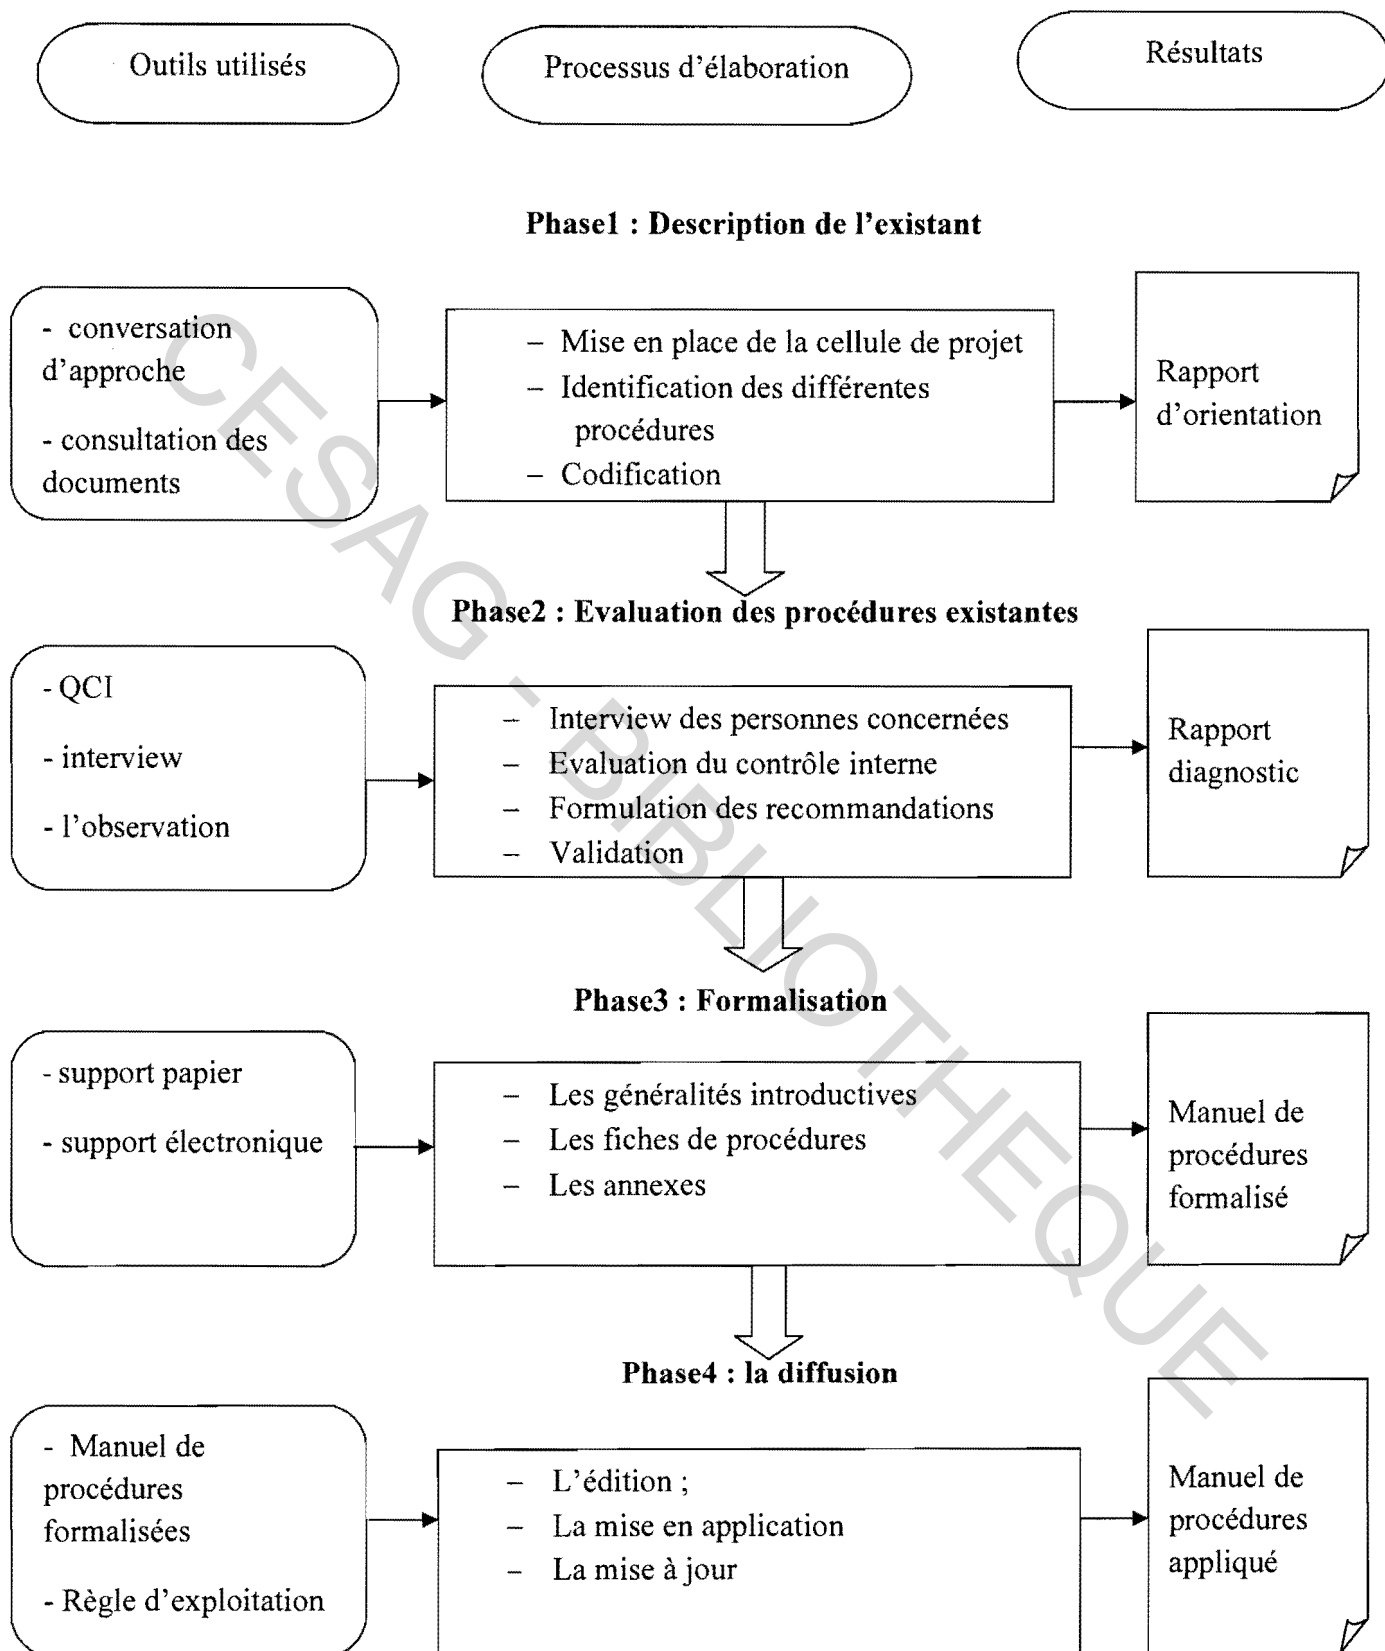 Outils utilisés
Processus d’élaboration
Résultats
Phase1 : Description de l’existant
- conversation
d’approche
- consultation des
documents
– Mise en place de la cellule de projet
– Identification des différentes
procédures
– Codification
Rapport
d’orientation
Phase2 : Evaluation des procédures existantes
- QCI
- interview
- l’observation
– Interview des personnes concernées
– Evaluation du contrôle interne
– Formulation des recommandations
– Validation
Rapport
diagnostic
Phase3 : Formalisation
- support papier
- support électronique
– Les généralités introductives
– Les fiches de procédures
– Les annexes
Manuel de
procédures
formalisé
Phase4 : la diffusion
- Manuel de
procédures
formalisées
- Règle d’exploitation
– L’édition ;
– La mise en application
– La mise à jour
Manuel de
procédures
appliqué
CESAG - BIBLIOTHEQUE